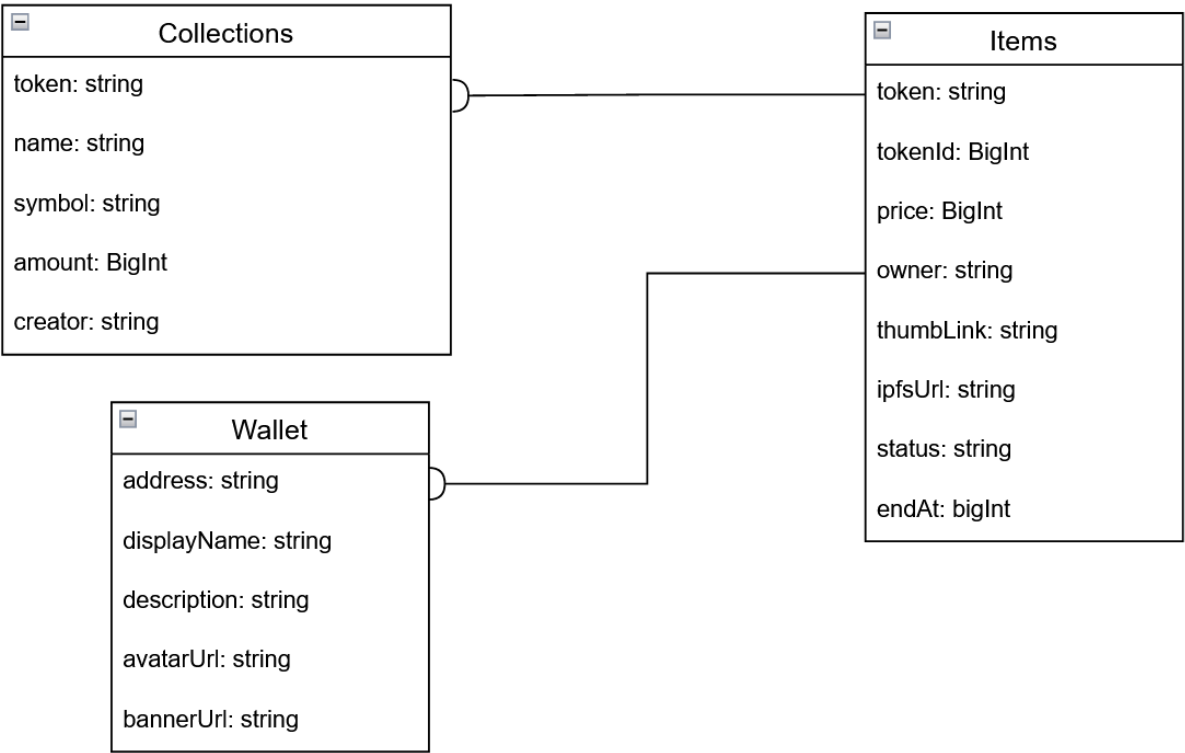 Collections
token: string
name: string
symbol: string
amount: BigInt
creator: string
Items
token: string
tokenId: BigInt
price: BigInt
owner: string
thumbLink: string
ipfsUrl: string
status: string
endAt: bigInt
Wallet
address: string
displayName: string
description: string
avatarUrl: string
bannerUrl: string